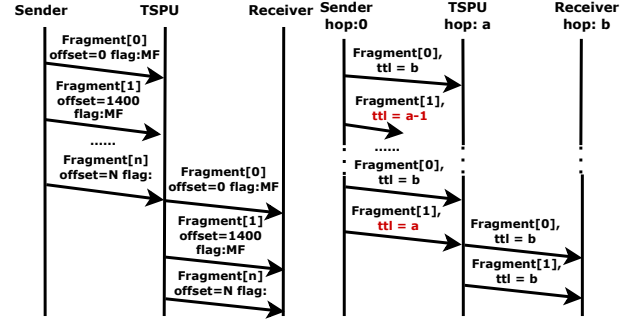 Sender
TSPU
Receiver
Fragment[0]
offset=0 flag:MF
Fragment[1]
offset=1400
flag:MF
......
Fragment[n]
offset=N flag:
Fragment[0]
offset=0 flag:MF
Fragment[1]
offset=1400
flag:MF
Fragment[n]
offset=N flag:
Sender
hop:0
TSPU
hop: a
Receiver
hop: b
Fragment[0],
ttl = b
Fragment[1],
ttl = a-1
......
Fragment[0],
ttl = b
Fragment[1],
ttl = a
Fragment[0],
ttl = b
Fragment[1],
ttl = b